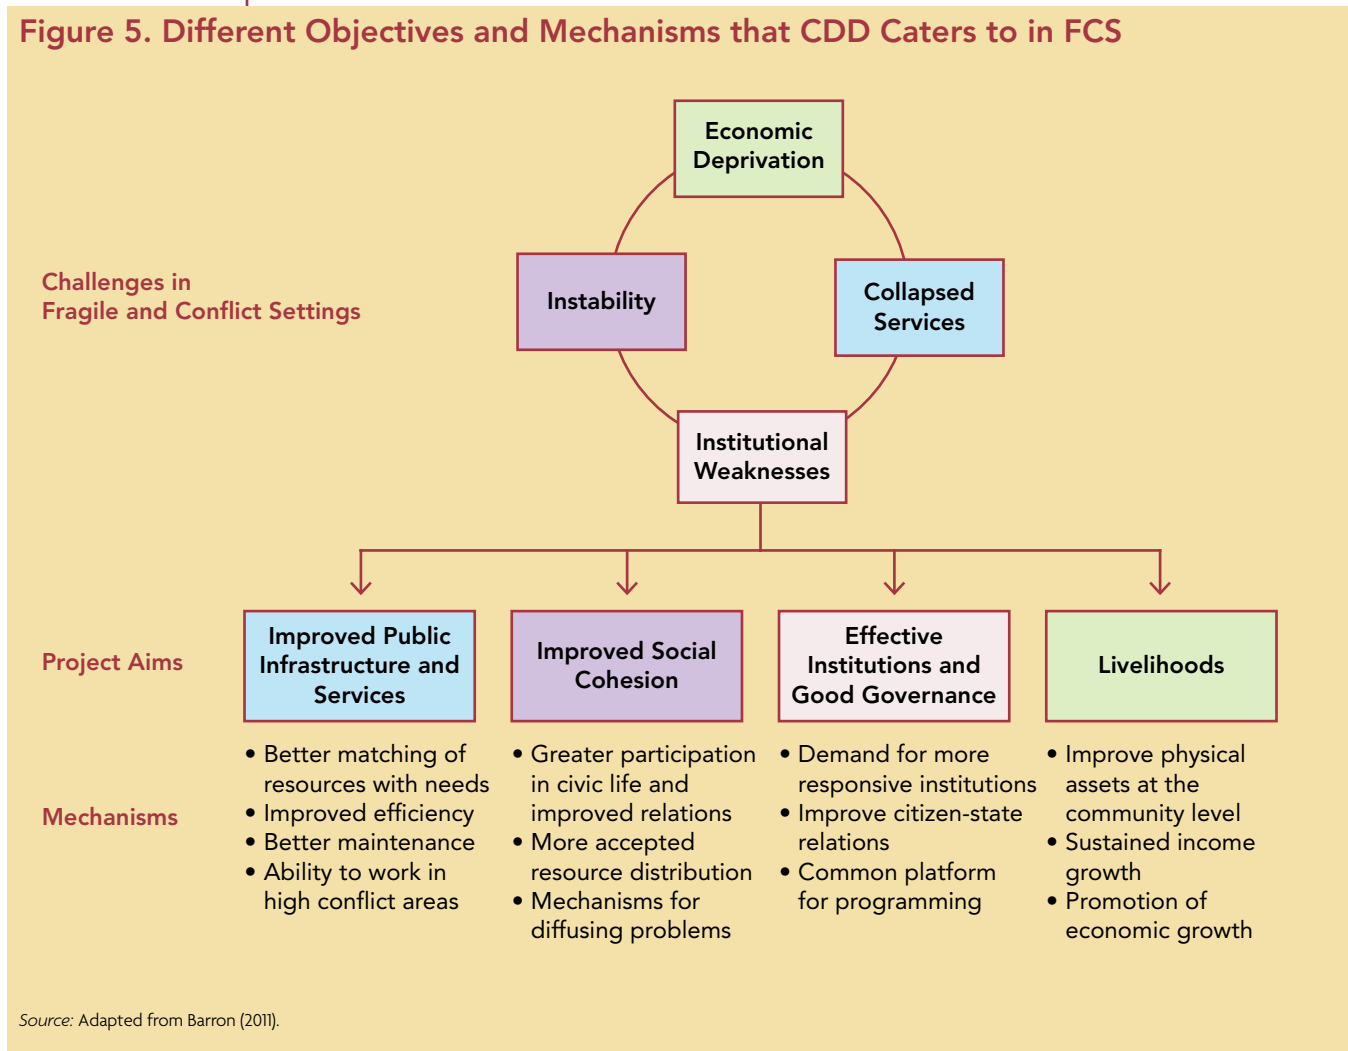 Figure 5. Different Objectives and Mechanisms that CDD Caters to in FCS
Economic
Deprivation
Challenges in
Fragile and Conflict Settings
Instability
Collapsed
Services
Institutional
Weaknesses
Project Aims
Improved Public
Infrastructure and
Services
Improved Social
Cohesion
Effective
Institutions and
Good Governance
Livelihoods
Mechanisms
• Better matching of
resources with needs
• Improved efficiency
• Better maintenance
• Ability to work in
high conflict areas
• Greater participation
in civic life and
improved relations
• More accepted
resource distribution
• Mechanisms for
diffusing problems
• Demand for more
responsive institutions
• Improve citizen-state
relations
• Common platform
for programming
• Improve physical
assets at the
community level
• Sustained income
growth
• Promotion of
economic growth
Source: Adapted from Barron (2011).